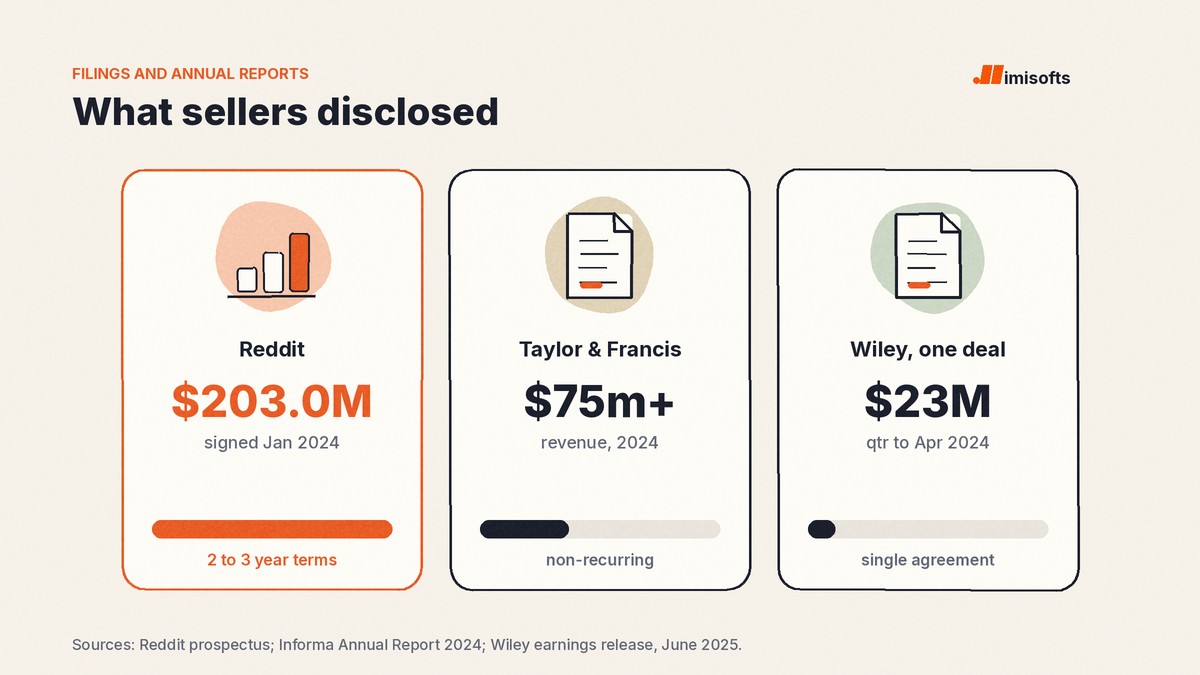 FILINGS AND ANNUAL REPORTS
imisofts
What sellers disclosed
Reddit
$203.0M
signed Jan 2024
2 to 3 year terms
Taylor & Francis
$75m+
revenue, 2024
non-recurring
Wiley, one deal
$23M
qtr to Apr 2024
single agreement
Sources: Reddit prospectus; Informa Annual Report 2024; Wiley earnings release, June 2025.